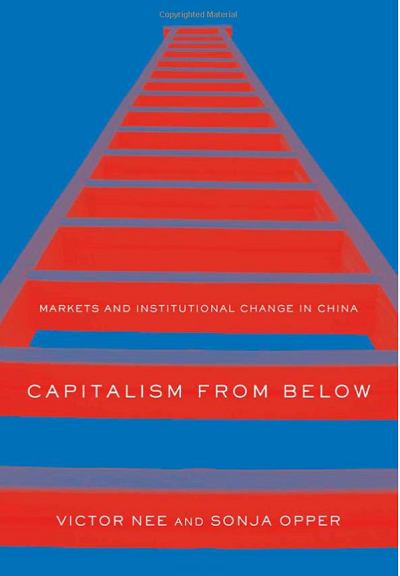 Copyrighted Material
MARKETS AND INSTITUTIONAL CHANGE IN CHINA
CAPITALISM FROM BELOW
VICTOR NEE AND SONJA OPPER